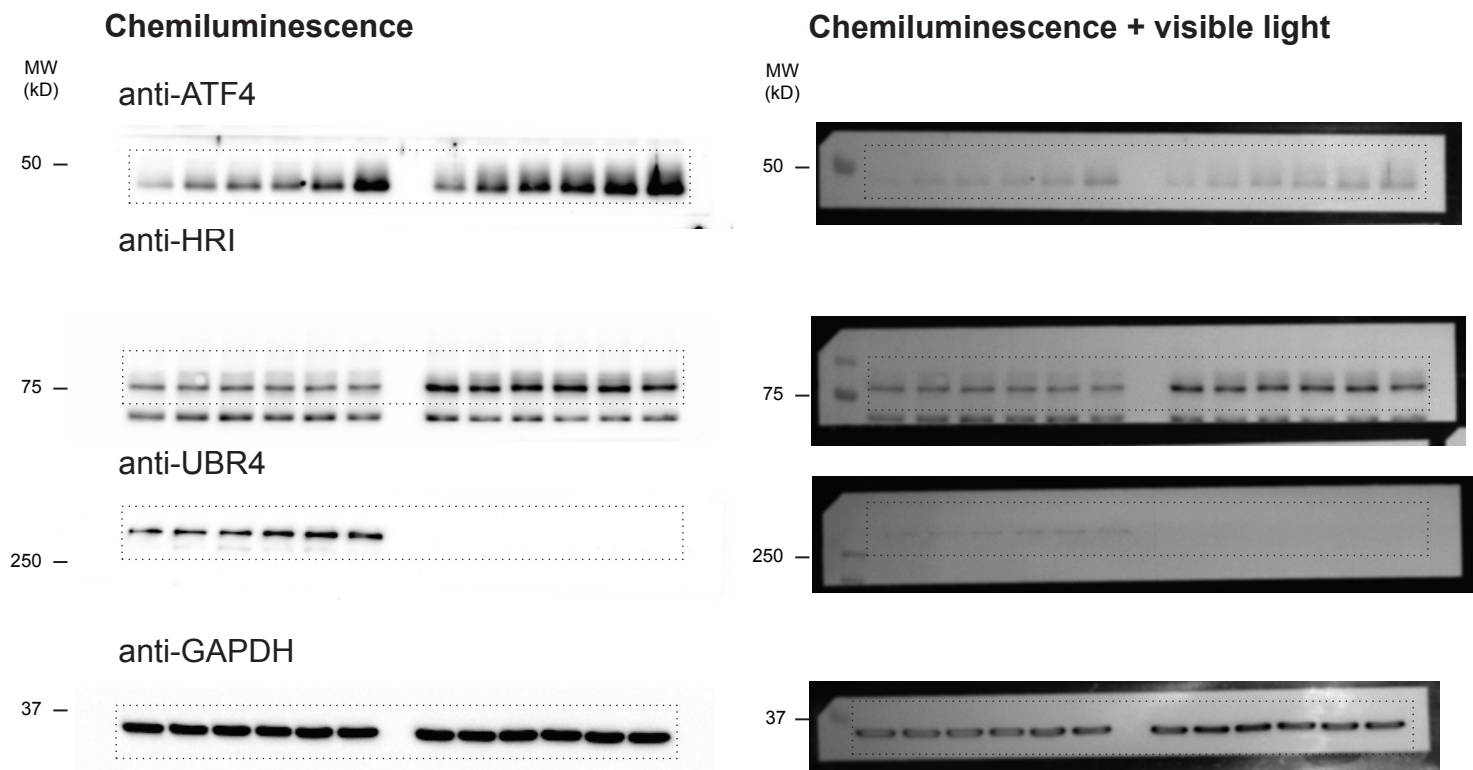 Chemiluminescence
MW
(kD)
anti-ATF4
50 –
anti-HRI
75 –
anti-UBR4
250 –
anti-GAPDH
37 –
Chemiluminescence + visible light
MW
(kD)
50 –
75 –
250 –
37 –